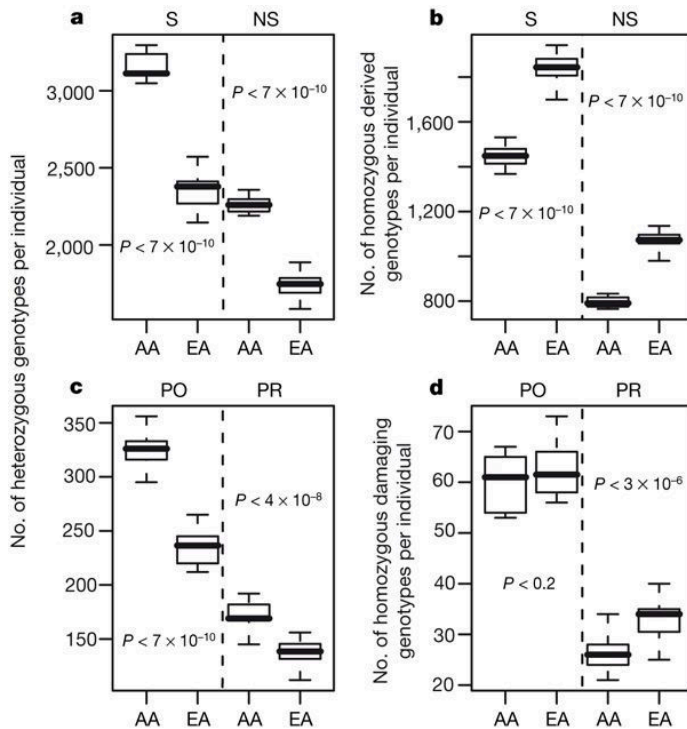 a
S
NS
No. of heterozygous genotypes per individual
3,000
2,500
2,000
P < 7 × 10⁻¹⁰
P < 7 × 10⁻¹⁰
AA
EA
AA
EA
b
S
NS
No. of homozygous derived
genotypes per individual
1,600
1,200
800
P < 7 × 10⁻¹⁰
P < 7 × 10⁻¹⁰
AA
EA
AA
EA
c
PO
PR
350
250
150
P < 4 × 10⁻⁸
P < 7 × 10⁻¹⁰
AA
EA
AA
EA
d
PO
PR
No. of homozygous damaging
genotypes per individual
70
60
50
40
30
20
P < 3 × 10⁻⁶
P < 0.2
AA
EA
AA
EA